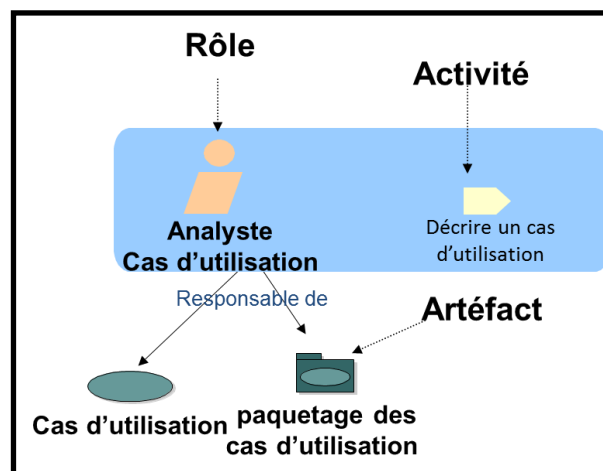 Rôle
Activité
Analyste
Cas d’utilisation
Décrire un cas
d’utilisation
Responsable de
Artéfact
Cas d’utilisation
paquetage des
cas d’utilisation